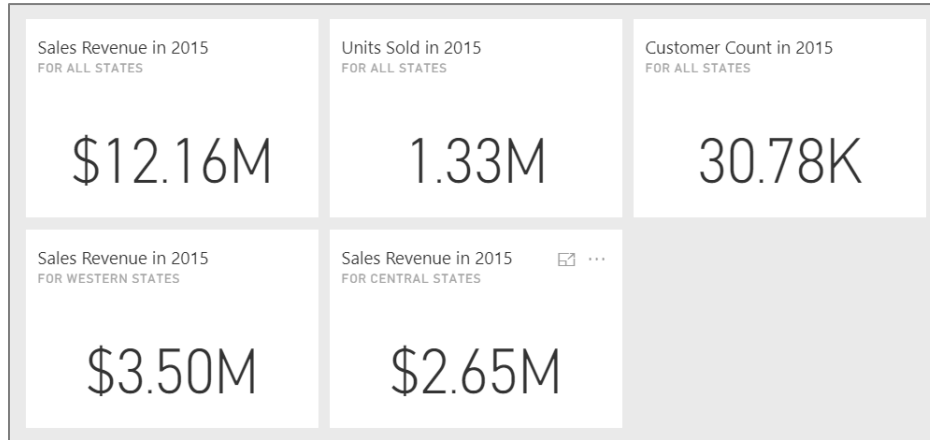 Sales Revenue in 2015
FOR ALL STATES
$12.16M
Units Sold in 2015
FOR ALL STATES
1.33M
Customer Count in 2015
FOR ALL STATES
30.78K
Sales Revenue in 2015
FOR WESTERN STATES
$3.50M
Sales Revenue in 2015
FOR CENTRAL STATES
$2.65M